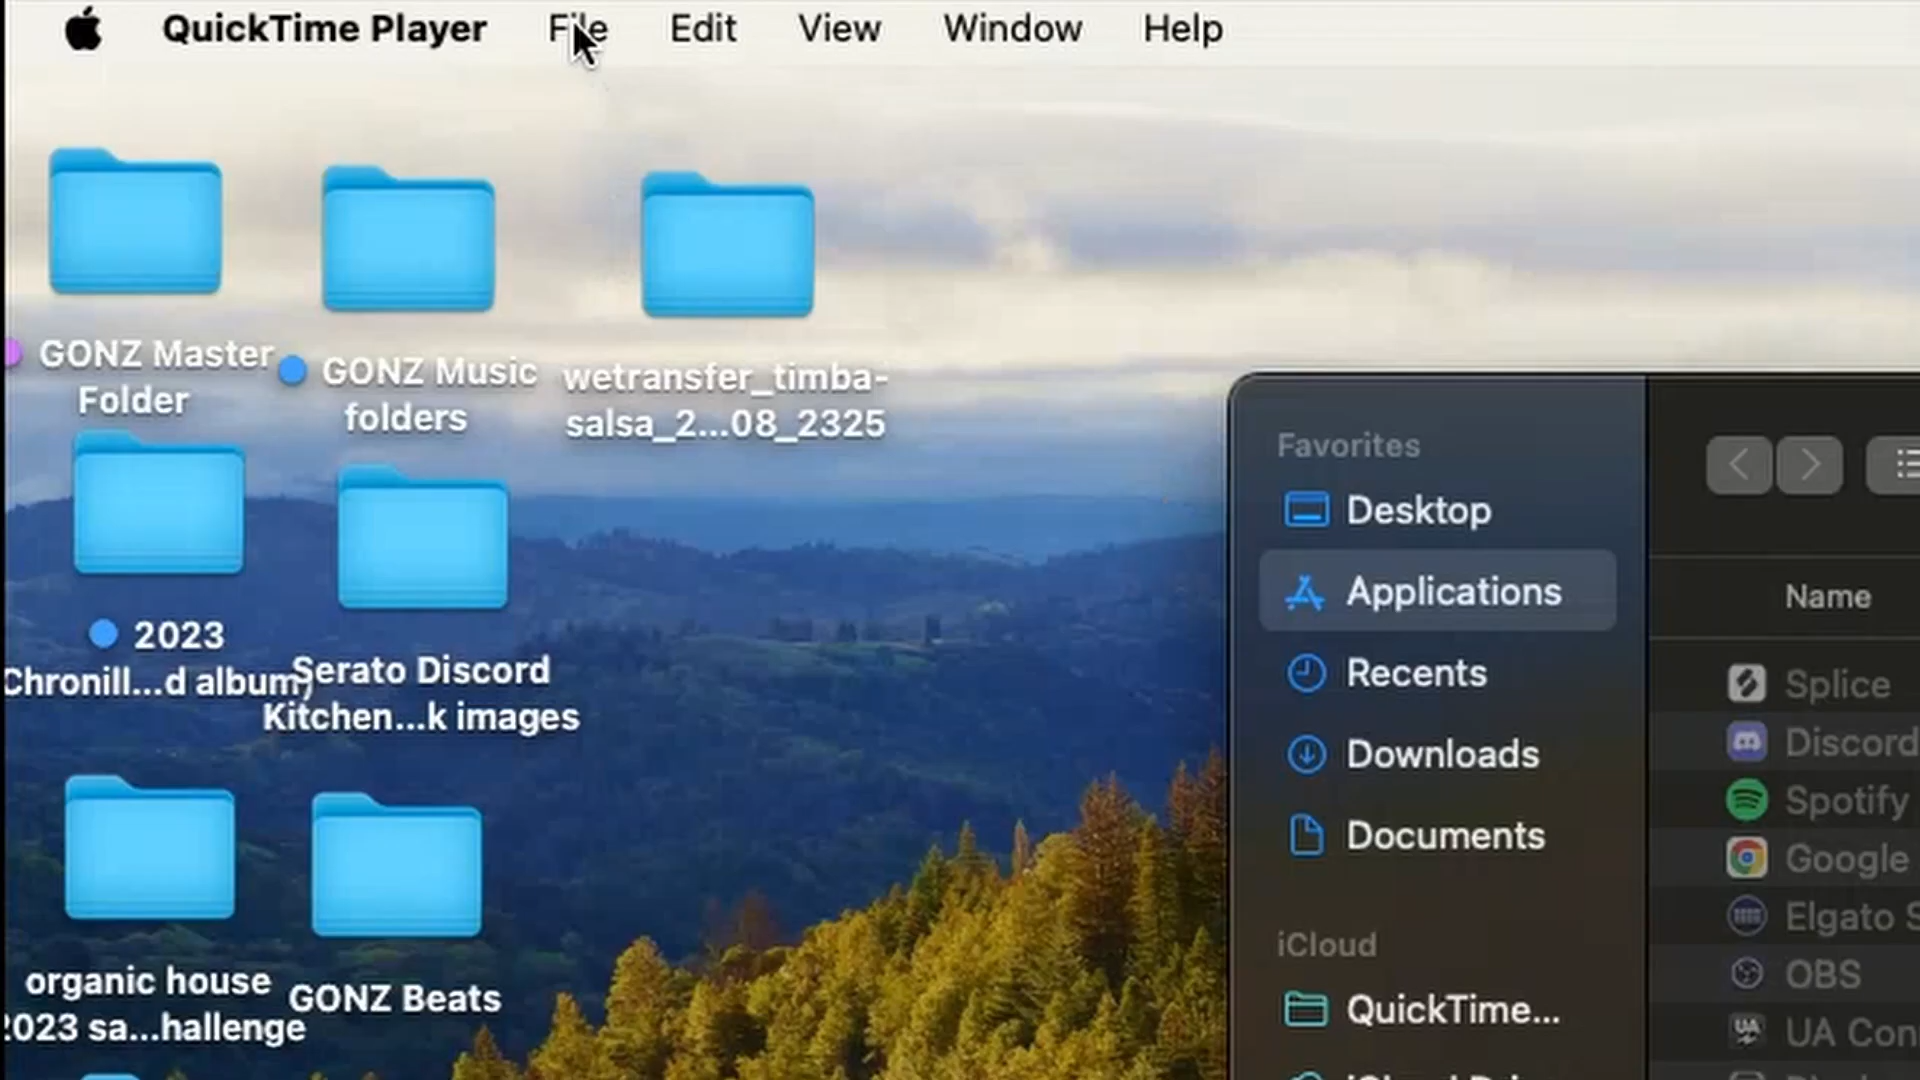 QuickTime Player File Edit View Window Help
GONZ Master
Folder
GONZ Music
folders
wetransfer_timba-
salsa_2...08_2325
2023
Chronill...d album)
Serato Discord
Kitchen...k images
organic house
2023 sa...hallenge
GONZ Beats
Favorites
Desktop
Applications
Recents
Downloads
Documents
iCloud
QuickTime...
Name
Splice
Discord
Spotify
Google
Elgato S
OBS
UA Con